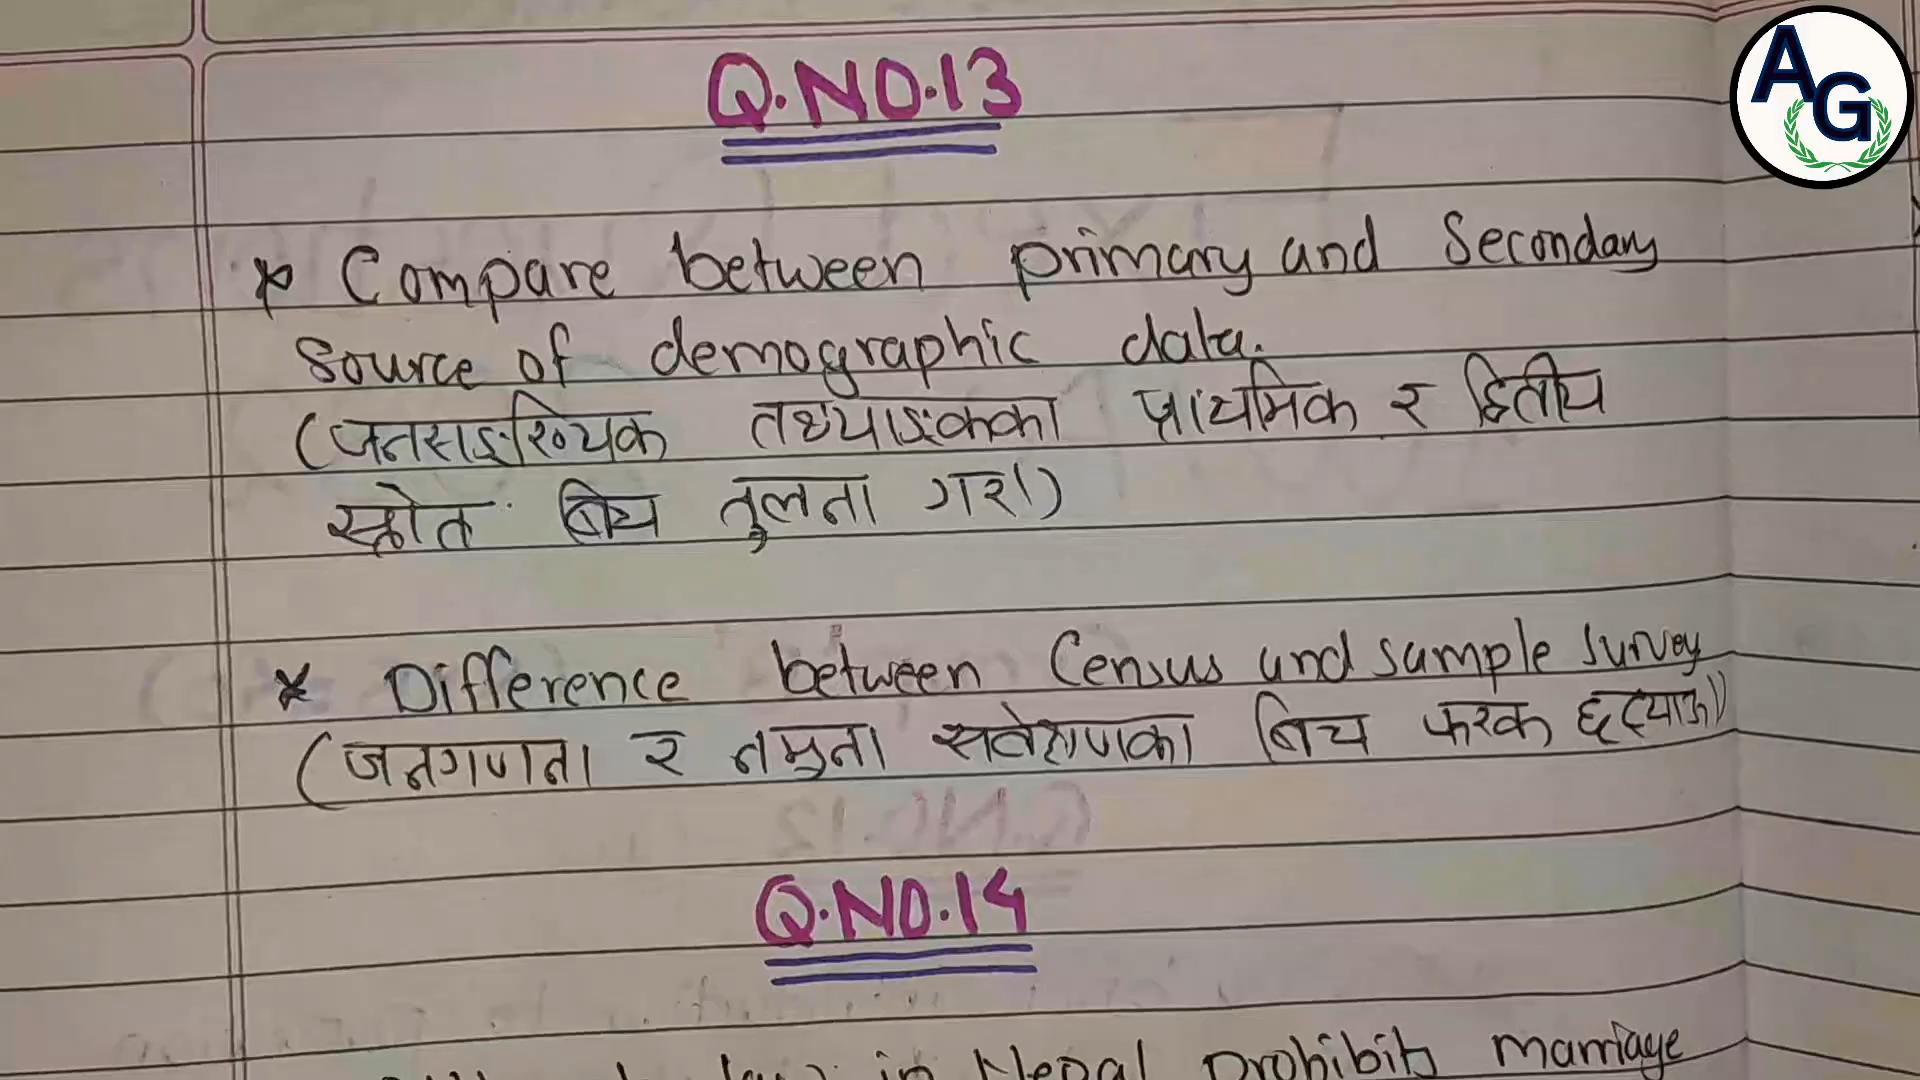 AG
Q.NO.13
* Compare between primary and Secondary
source of demographic data.
(जनसाङ्ख्यिक तथ्याङ्कका प्राथमिक र द्वितीय
स्रोत बिच तुलना गर।)
* Difference between Census and sample survey
(जनगणना र नमुना सर्वेक्षणका बिच फरक छुट्याऊ।)
Q.NO.14
in Nepal prohibits marriage